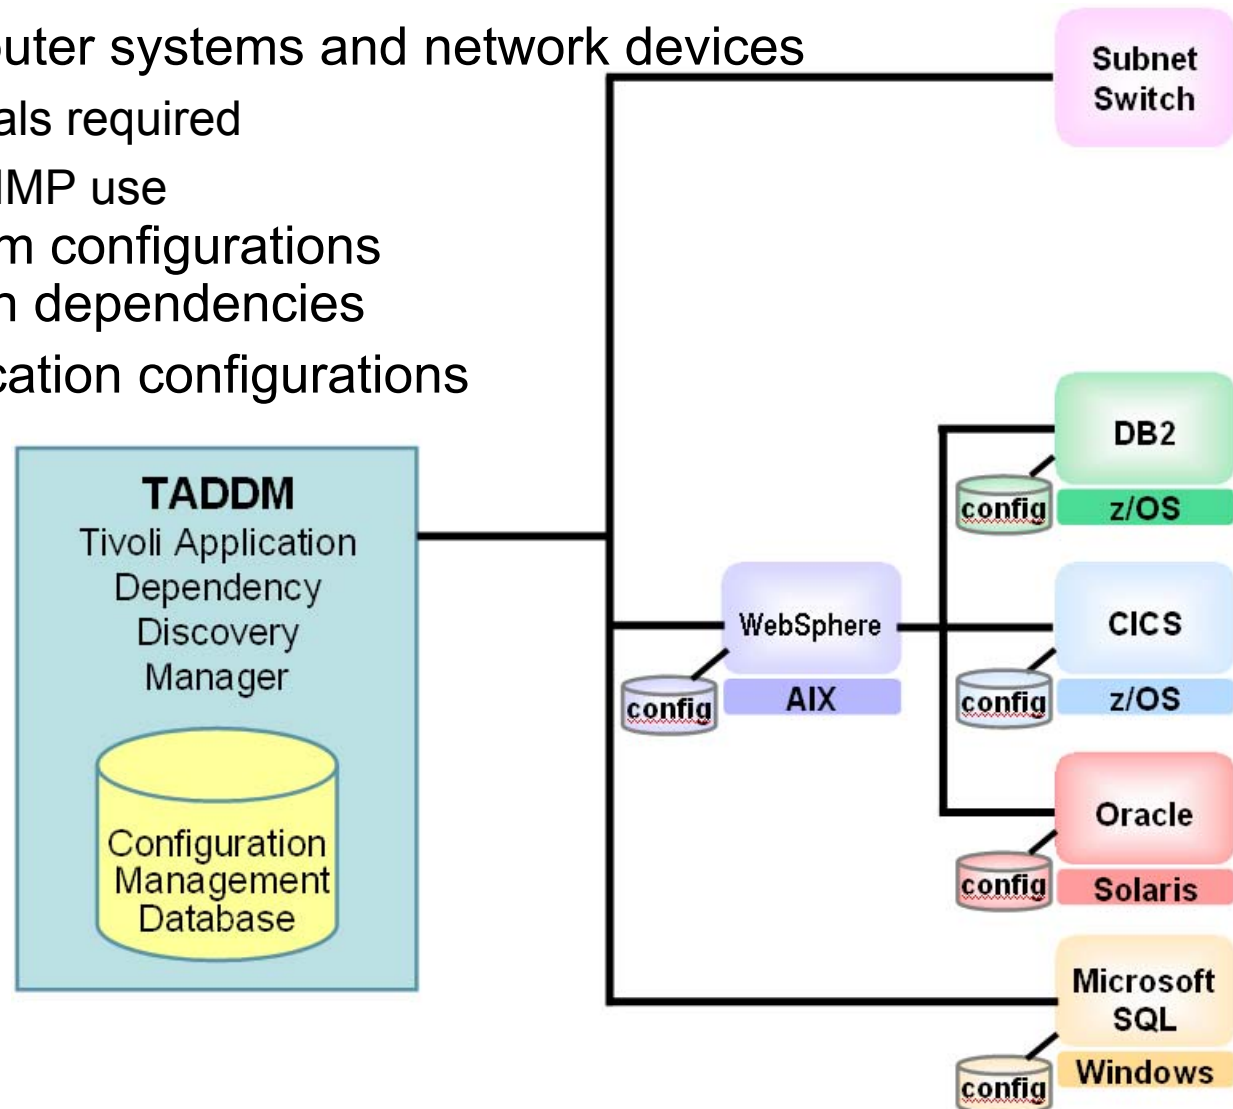 uter systems and network devices
als required
MP use
m configurations
n dependencies
cation configurations
TADDM
Tivoli Application
Dependency
Discovery
Manager
Configuration
Management
Database
Subnet
Switch
DB2
config
z/OS
WebSphere
config
AIX
CICS
config
z/OS
Oracle
config
Solaris
Microsoft
SQL
config
Windows